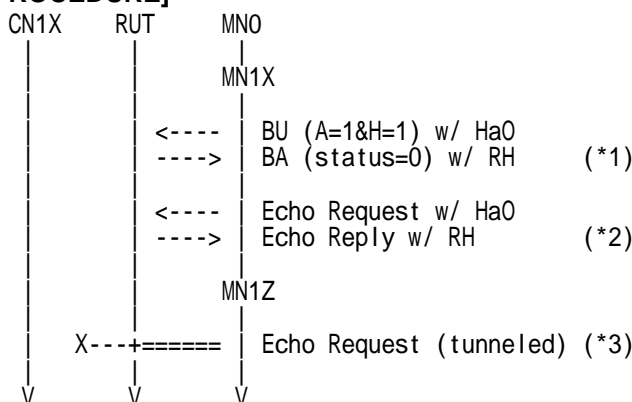 ROCEDURE]
CN1X RUT MN0
| | |
| | MN1X
| | |
| | <---- | BU (A=1&H=1) w/ HaO
| | ----> | BA (status=0) w/ RH (*1)
| | |
| | <---- | Echo Request w/ HaO
| | ----> | Echo Reply w/ RH (*2)
| | |
| | MN1Z
| | |
| X---+====== | Echo Request (tunneled) (*3)
| | |
V V V